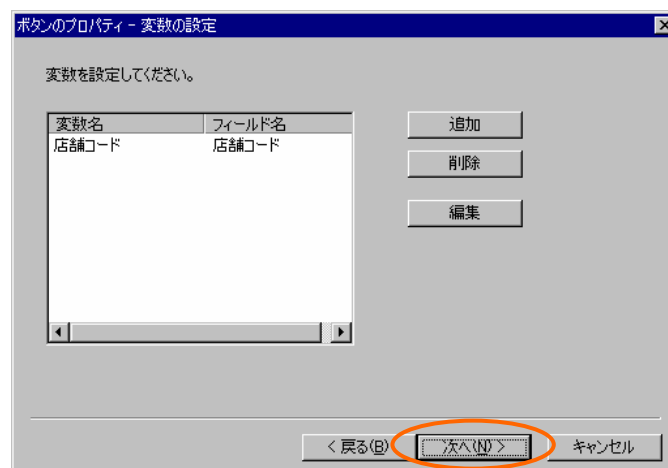 ボタンのプロパティ - 変数の設定
変数を設定してください。
変数名 フィールド名
店舗コード 店舗コード
追加
削除
編集
< 戻る(B) 次へ(N) > キャンセル